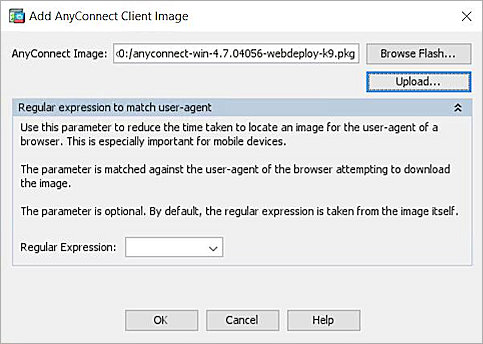 Add AnyConnect Client Image
AnyConnect Image: :0:/anyconnect-win-4.7.04056-webdeploy-k9.pkg Browse Flash...
Upload...
Regular expression to match user-agent
Use this parameter to reduce the time taken to locate an image for the user-agent of a
browser. This is especially important for mobile devices.
The parameter is matched against the user-agent of the browser attempting to download
the image.
The parameter is optional. By default, the regular expression is taken from the image itself.
Regular Expression:
OK Cancel Help